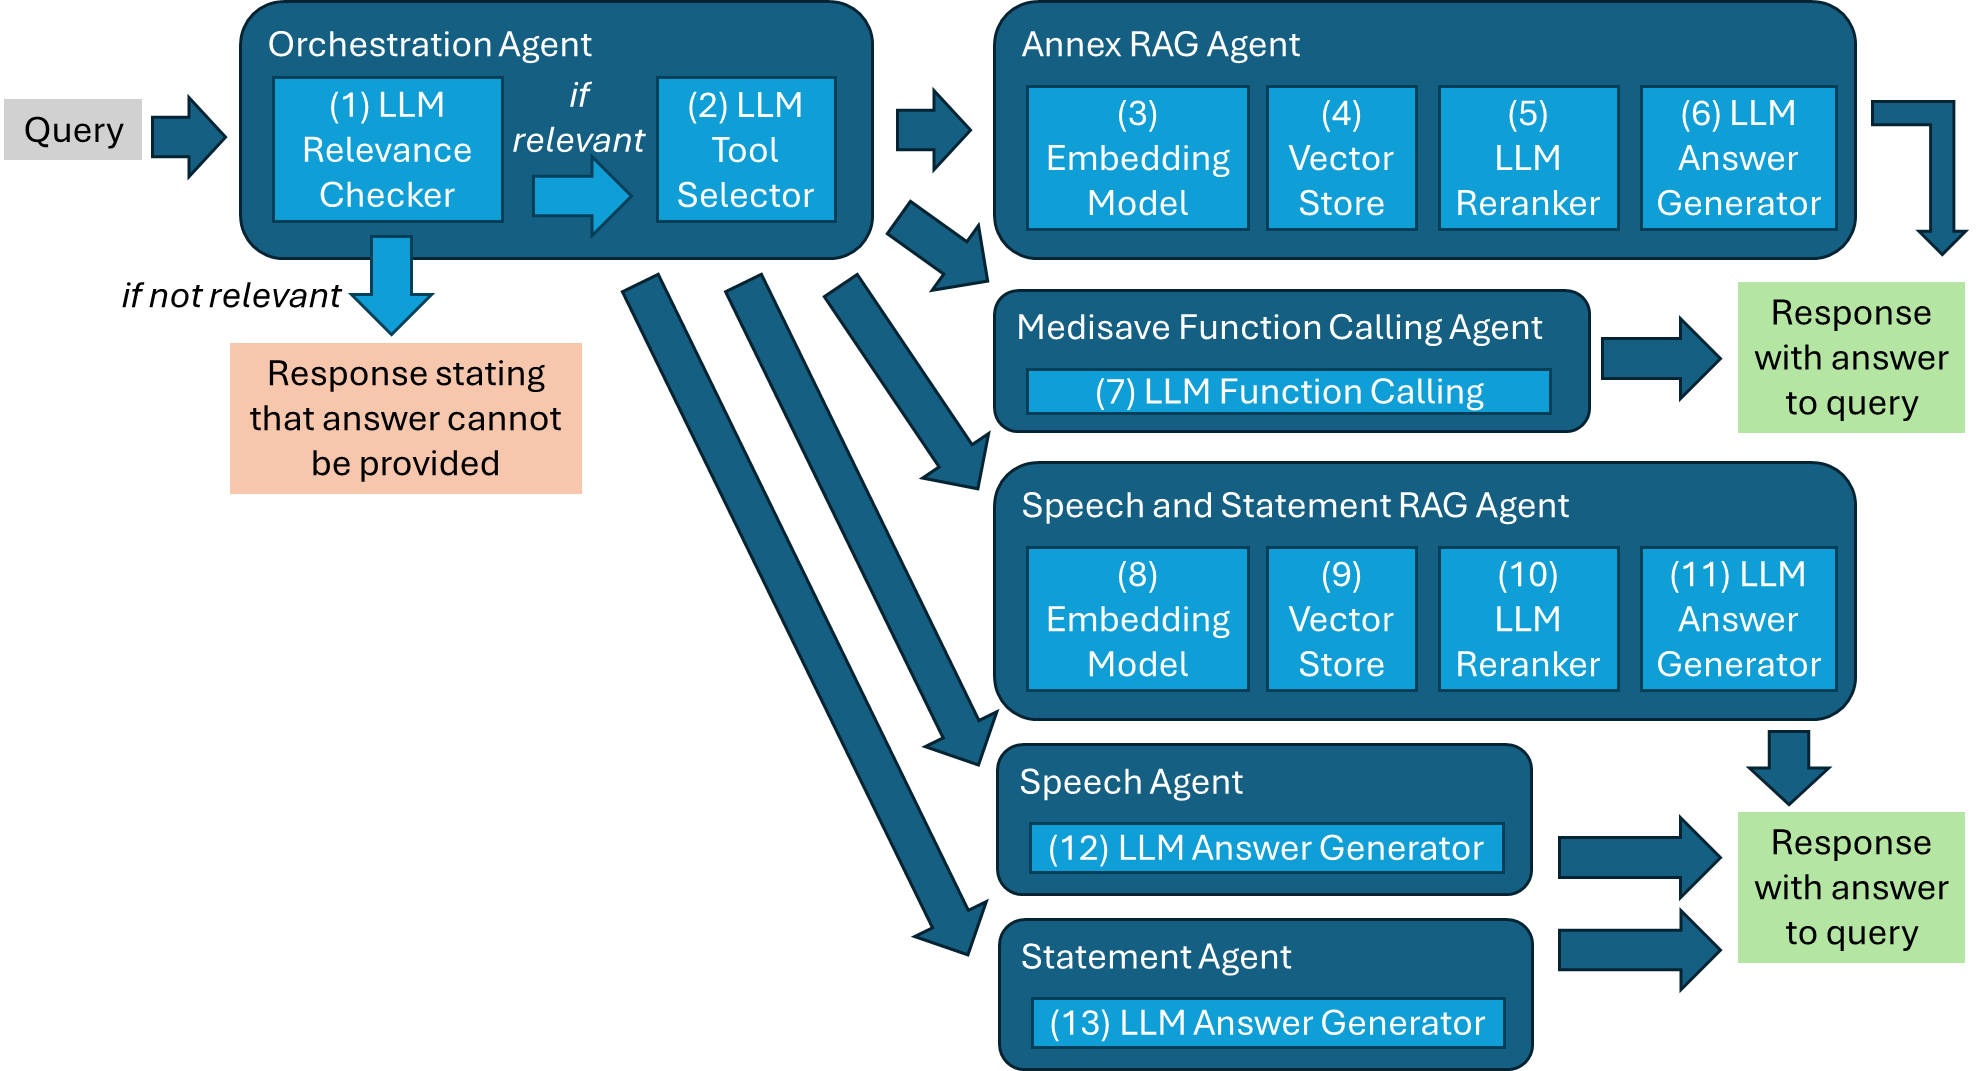 Query
Orchestration Agent
(1) LLM
Relevance
Checker
if
relevant
(2) LLM
Tool
Selector
if not relevant
Response stating
that answer cannot
be provided
Annex RAG Agent
(3)
Embedding
Model
(4)
Vector
Store
(5)
LLM
Reranker
(6) LLM
Answer
Generator
Medisave Function Calling Agent
(7) LLM Function Calling
Response
with answer
to query
Speech and Statement RAG Agent
(8)
Embedding
Model
(9)
Vector
Store
(10)
LLM
Reranker
(11) LLM
Answer
Generator
Speech Agent
(12) LLM Answer Generator
Statement Agent
(13) LLM Answer Generator
Response
with answer
to query